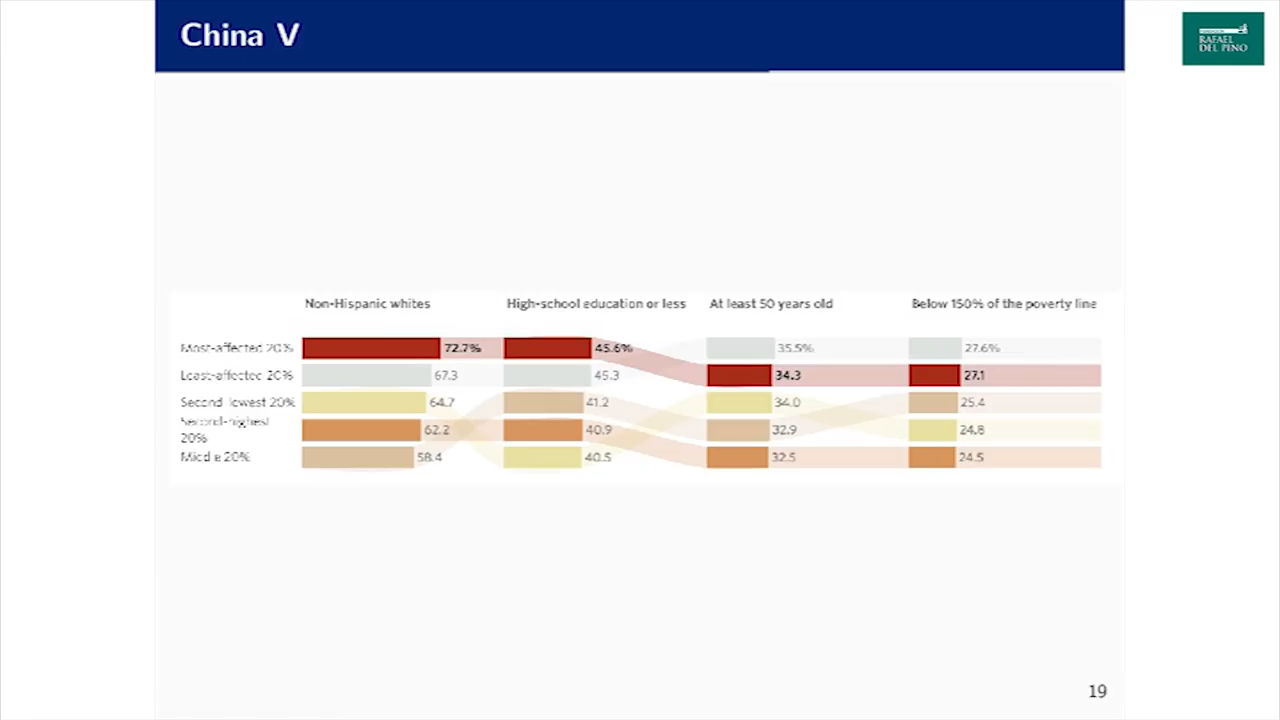 China V
FUNDACIÓN
RAFAEL
DEL PINO
Non-Hispanic whites High-school education or less At least 50 years old Below 150% of the poverty line
Most-affected 20% 72.7% 45.6% 35.5% 27.6%
Least-affected 20% 67.3 45.3 34.3 27.1
Second-lowest 20% 64.7 41.2 34.0 25.4
Second-highest
20% 62.2 40.9 32.9 24.8
Middle 20% 58.4 40.5 32.5 24.5
19